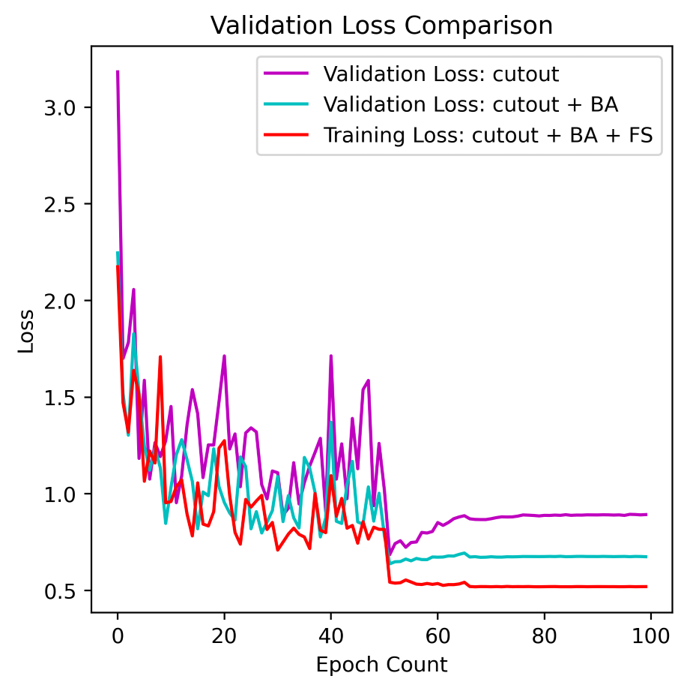 Validation Loss Comparison
Validation Loss: cutout
Validation Loss: cutout + BA
Training Loss: cutout + BA + FS
Loss
3.0
2.5
2.0
1.5
1.0
0.5
0 20 40 60 80 100
Epoch Count